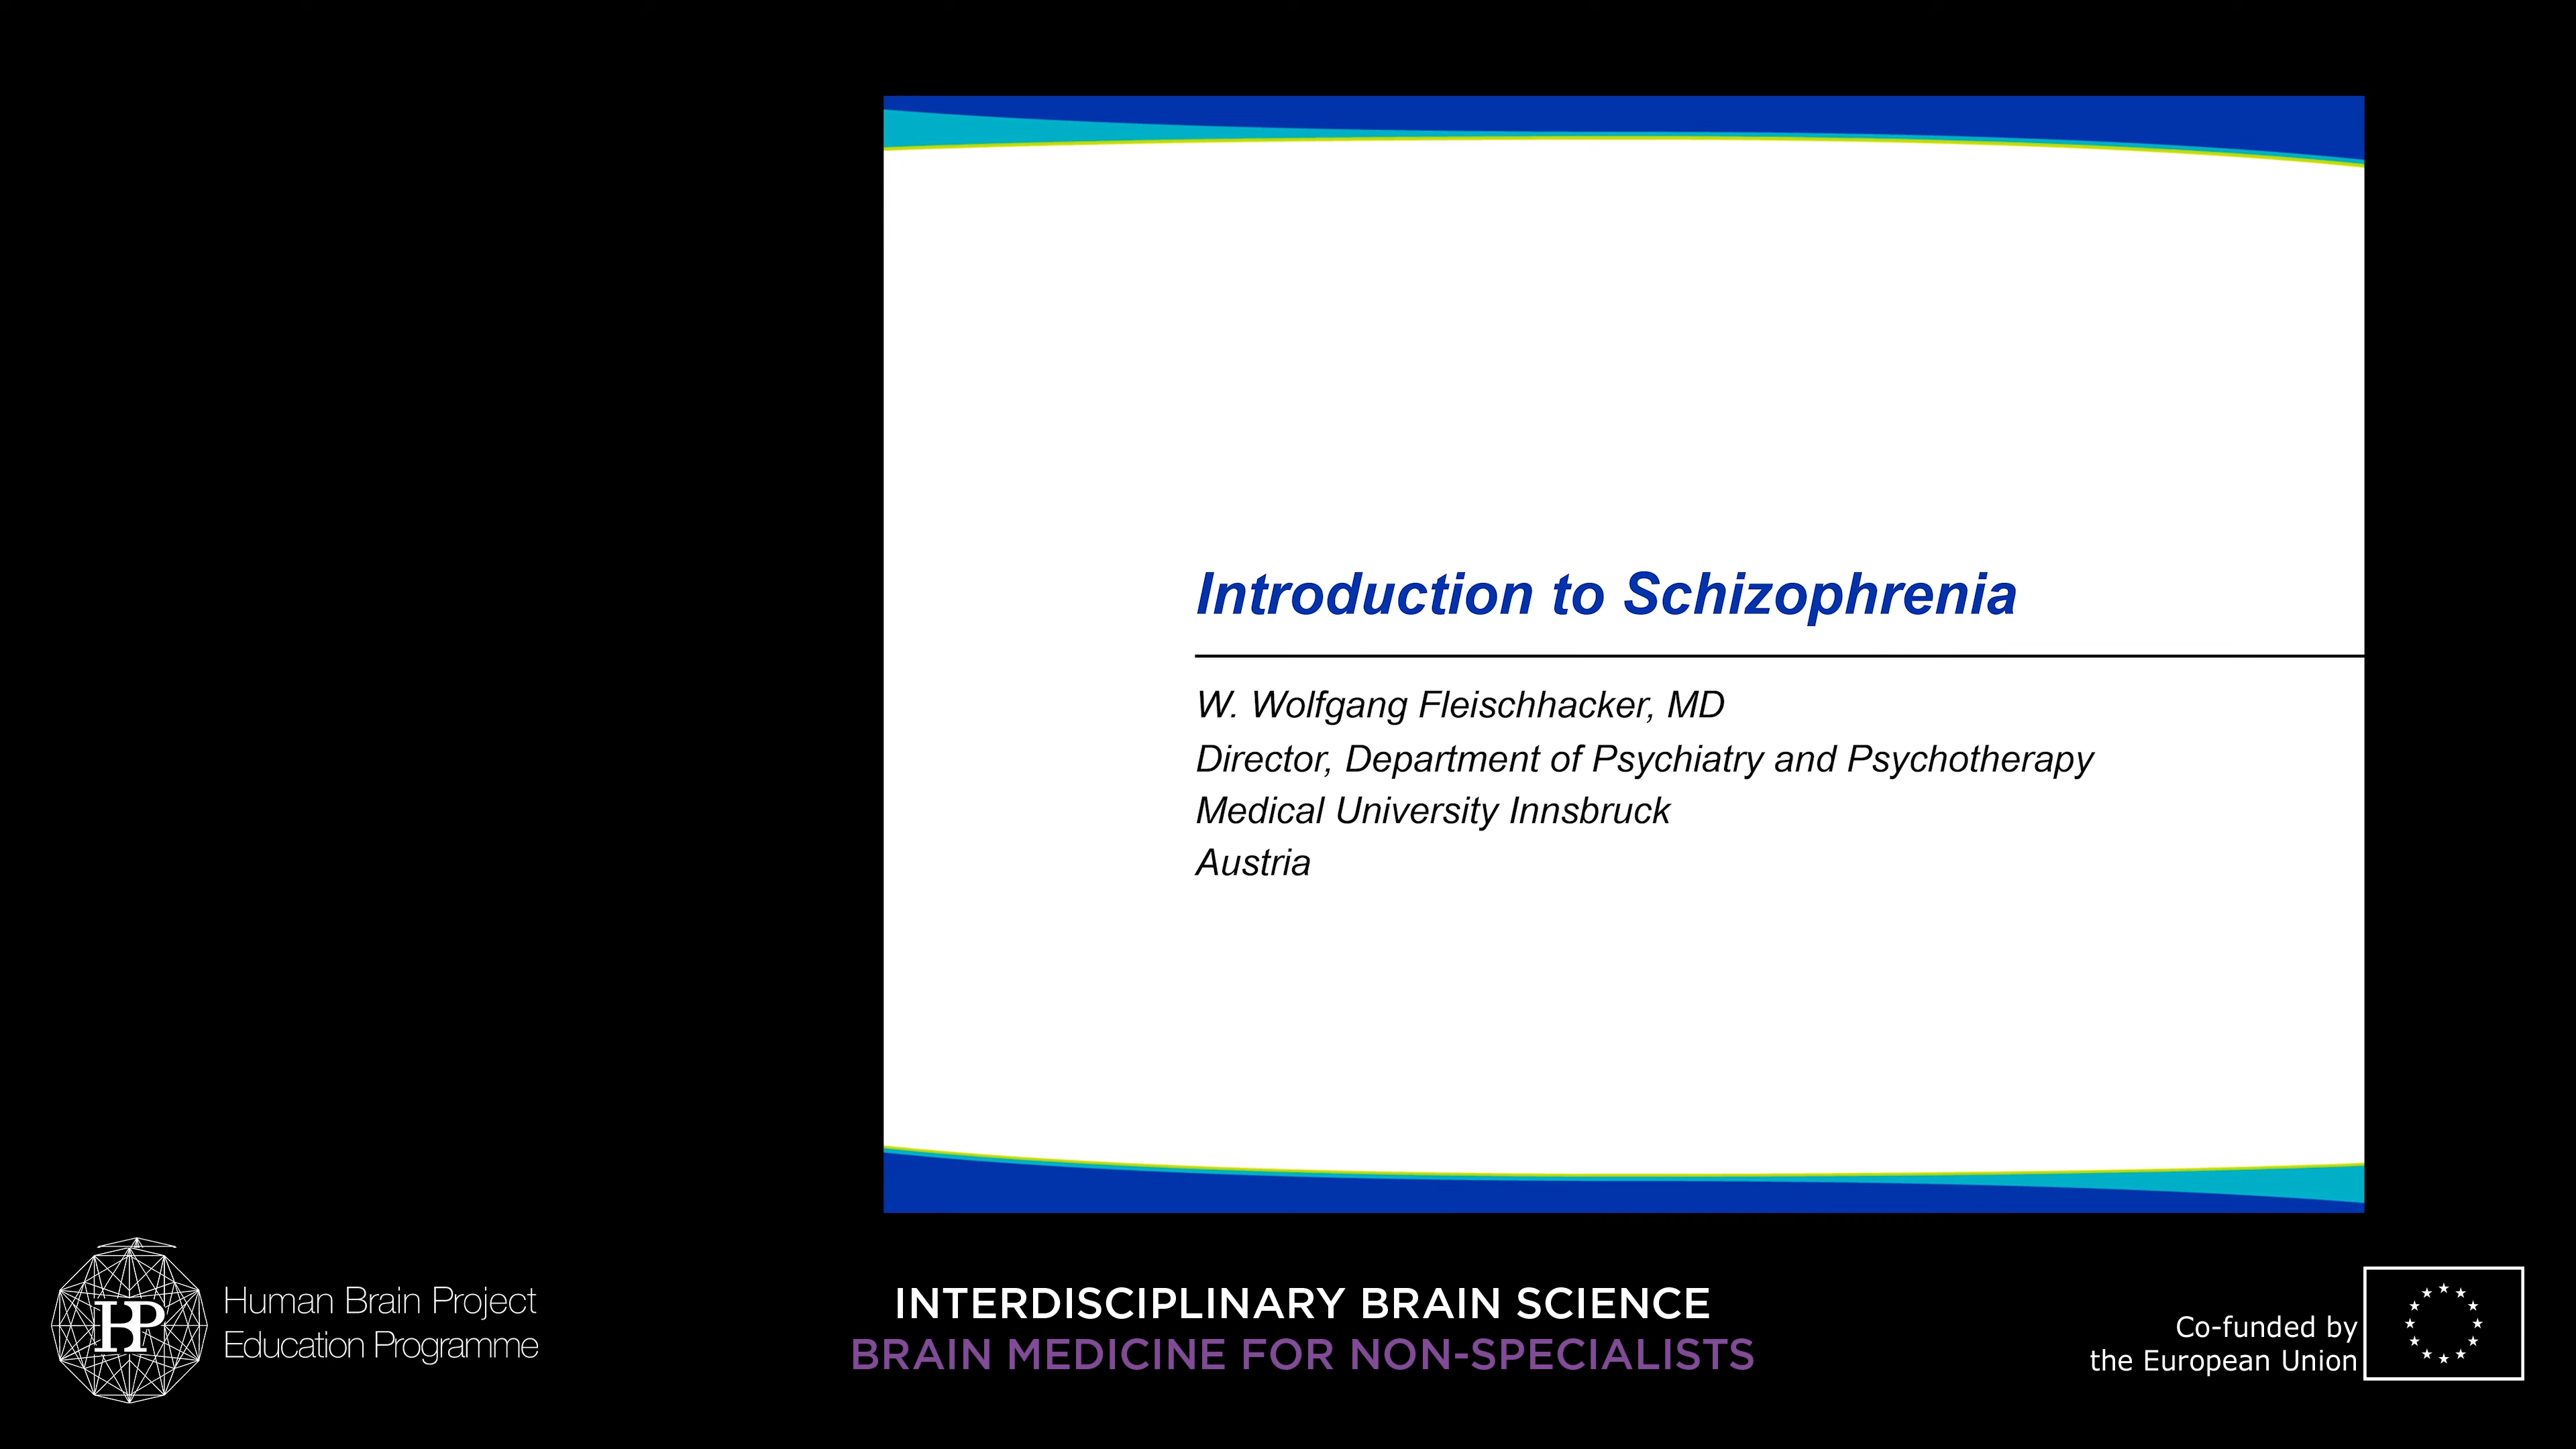 Introduction to Schizophrenia
W. Wolfgang Fleischhacker, MD
Director, Department of Psychiatry and Psychotherapy
Medical University Innsbruck
Austria
HBP
Human Brain Project
Education Programme
INTERDISCIPLINARY BRAIN SCIENCE
BRAIN MEDICINE FOR NON-SPECIALISTS
Co-funded by
the European Union